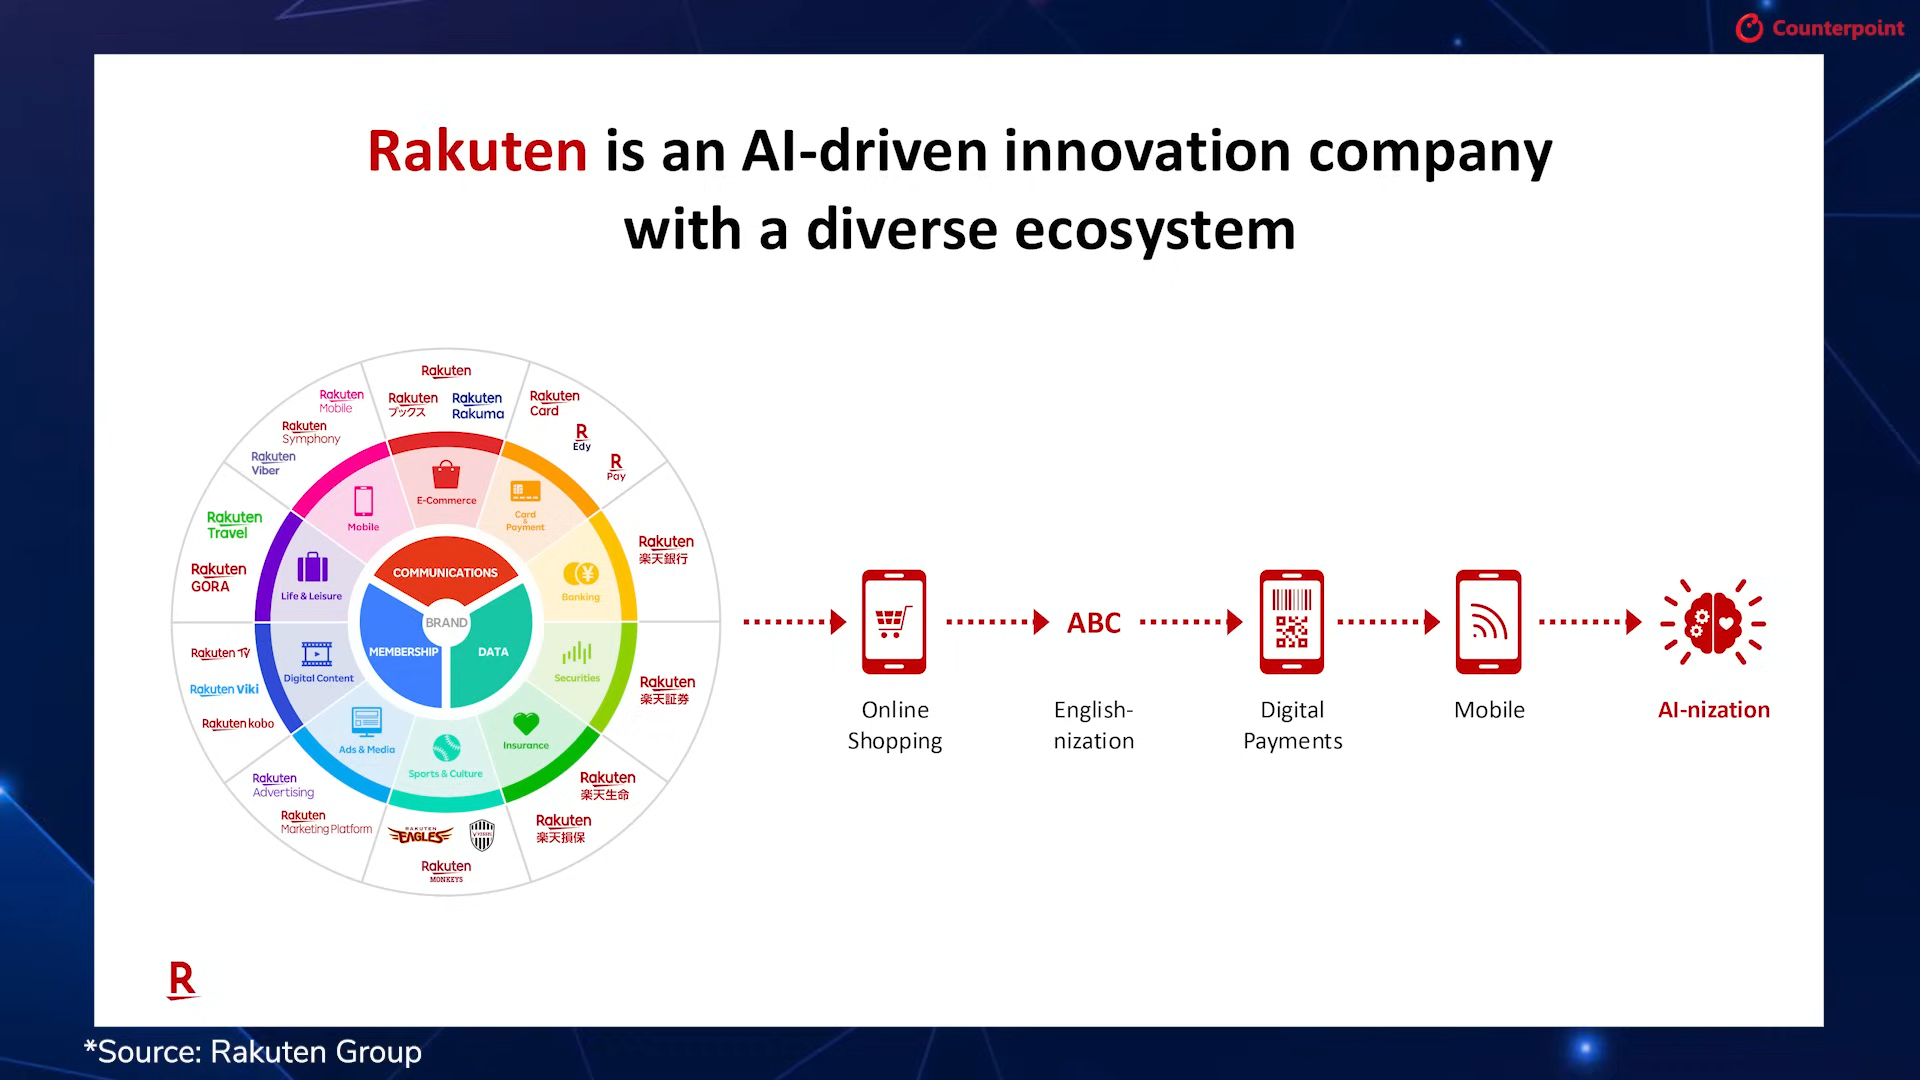 Counterpoint
Rakuten is an AI-driven innovation company
with a diverse ecosystem
Rakuten
Rakuten
ブックス
Rakuten
Rakuma
Rakuten
Card
R
Edy
R
Pay
Rakuten
楽天銀行
Rakuten
楽天証券
Rakuten
楽天生命
Rakuten
楽天損保
RAKUTEN
EAGLES
VISSEL
Rakuten
MONKEYS
Rakuten
Marketing Platform
Rakuten
Advertising
Rakuten kobo
Rakuten Viki
Rakuten TV
Rakuten
GORA
Rakuten
Travel
Rakuten
Viber
Rakuten
Symphony
Rakuten
Mobile
E-Commerce
Card
&
Payment
Banking
Securities
Insurance
Sports & Culture
Ads & Media
Digital Content
Life & Leisure
Mobile
COMMUNICATIONS
BRAND
MEMBERSHIP
DATA
Online
Shopping
ABC
English-
nization
Digital
Payments
Mobile
AI-nization
R
*Source: Rakuten Group